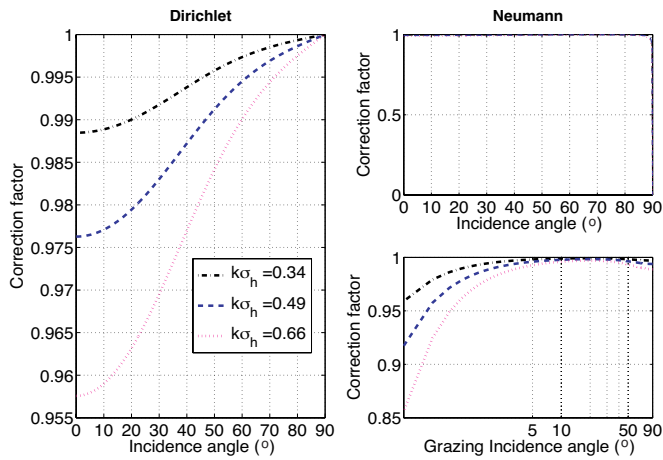 Dirichlet
Correction factor
1
0.995
0.99
0.985
0.98
0.975
0.97
0.965
0.96
0.955
kσh =0.34
kσh =0.49
kσh =0.66
0 10 20 30 40 50 60 70 80 90
Incidence angle (o)
Neumann
Correction factor
1
0.5
0
0 10 20 30 40 50 60 70 80 90
Incidence angle (o)
Correction factor
1
0.95
0.9
0.85
5 10 50 90
Grazing Incidence angle (o)